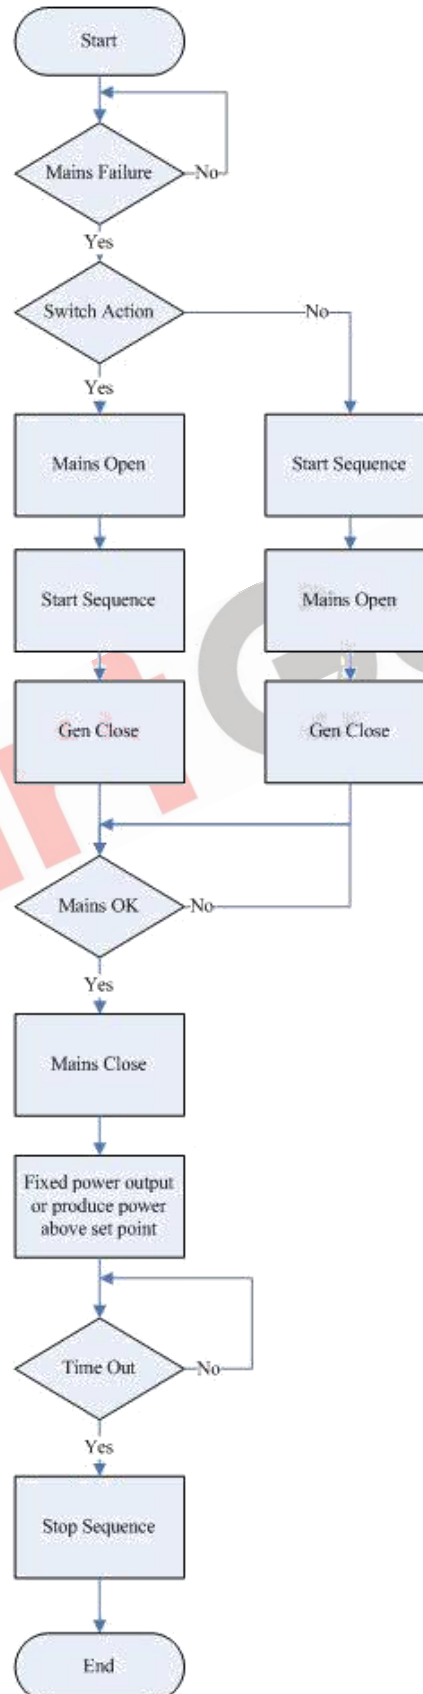 Start
Mains Failure
No
Yes
Switch Action
No
Yes
Mains Open
Start Sequence
Start Sequence
Mains Open
Gen Close
Gen Close
Mains OK
No
Yes
Mains Close
Fixed power output
or produce power
above set point
Time Out
No
Yes
Stop Sequence
End